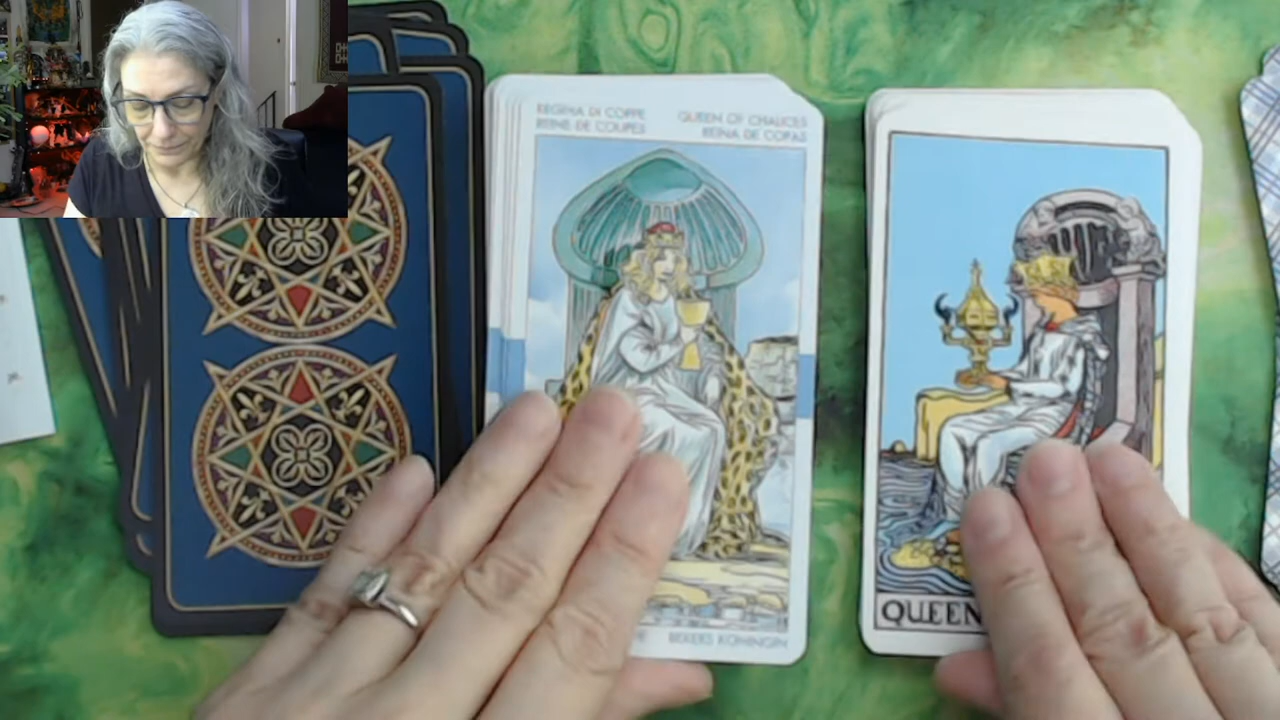 REGINA DI COPPE
REINE DE COUPES
QUEEN OF CHALICES
REINA DE COPAS
BEKERS KONINGIN
QUEEN